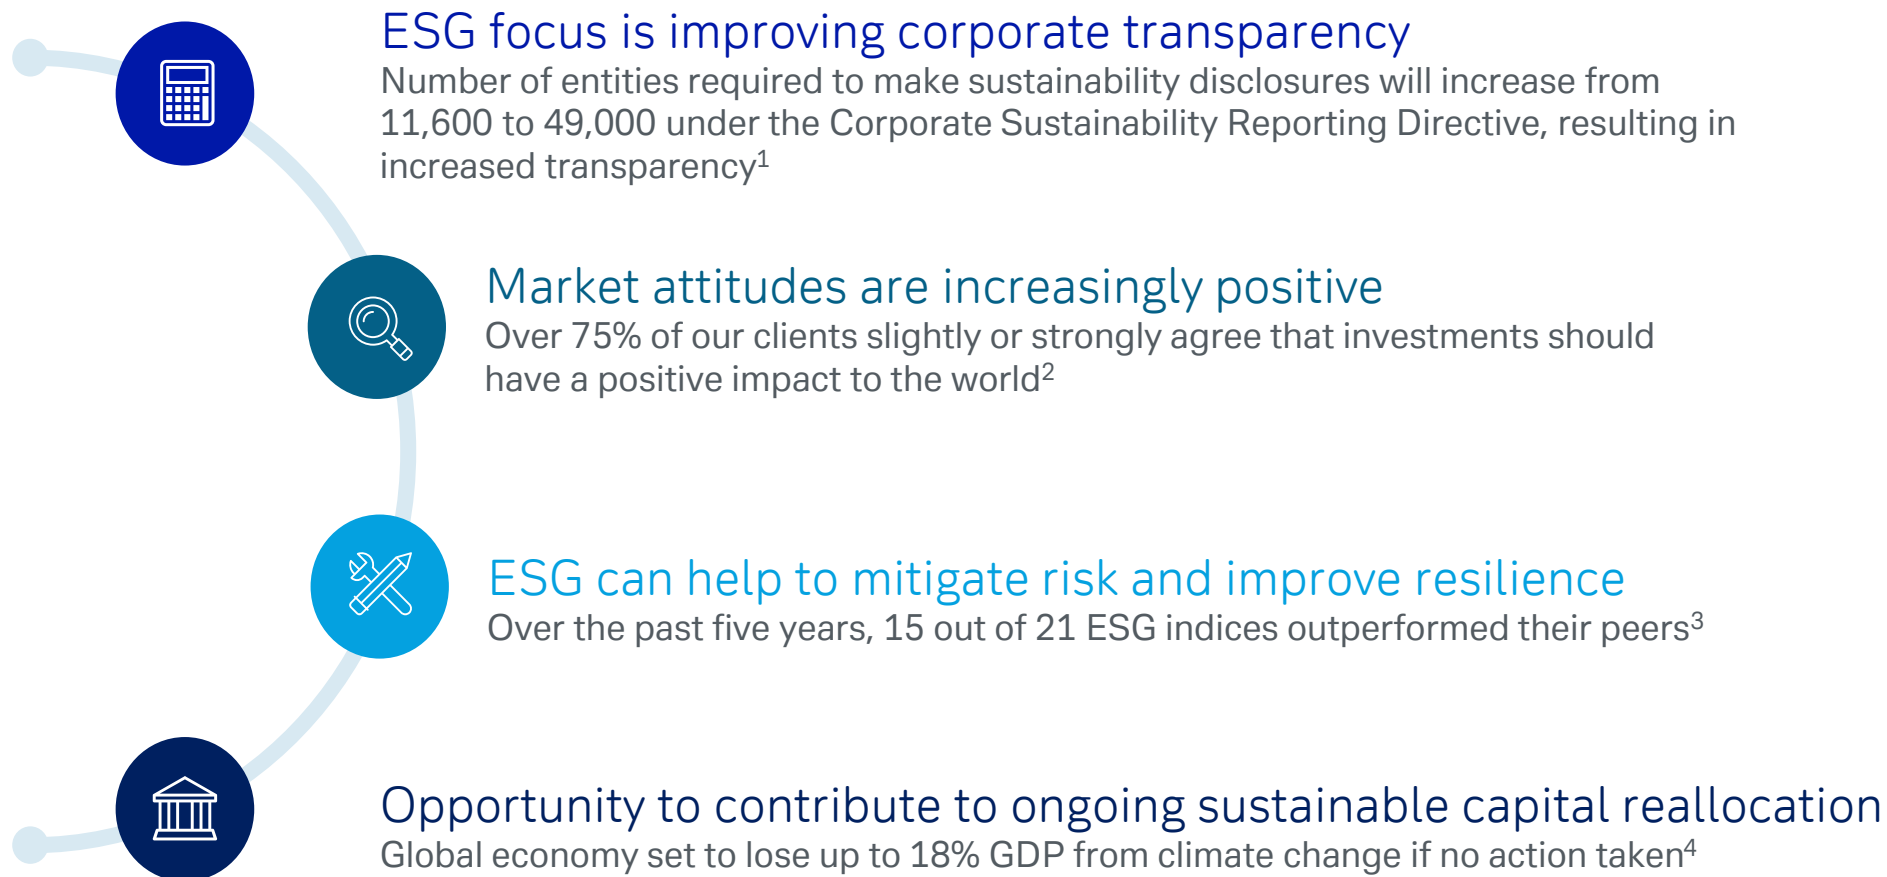 ESG focus is improving corporate transparency
Number of entities required to make sustainability disclosures will increase from
11,600 to 49,000 under the Corporate Sustainability Reporting Directive, resulting in
increased transparency¹
Market attitudes are increasingly positive
Over 75% of our clients slightly or strongly agree that investments should
have a positive impact to the world²
ESG can help to mitigate risk and improve resilience
Over the past five years, 15 out of 21 ESG indices outperformed their peers³
Opportunity to contribute to ongoing sustainable capital reallocation
Global economy set to lose up to 18% GDP from climate change if no action taken⁴